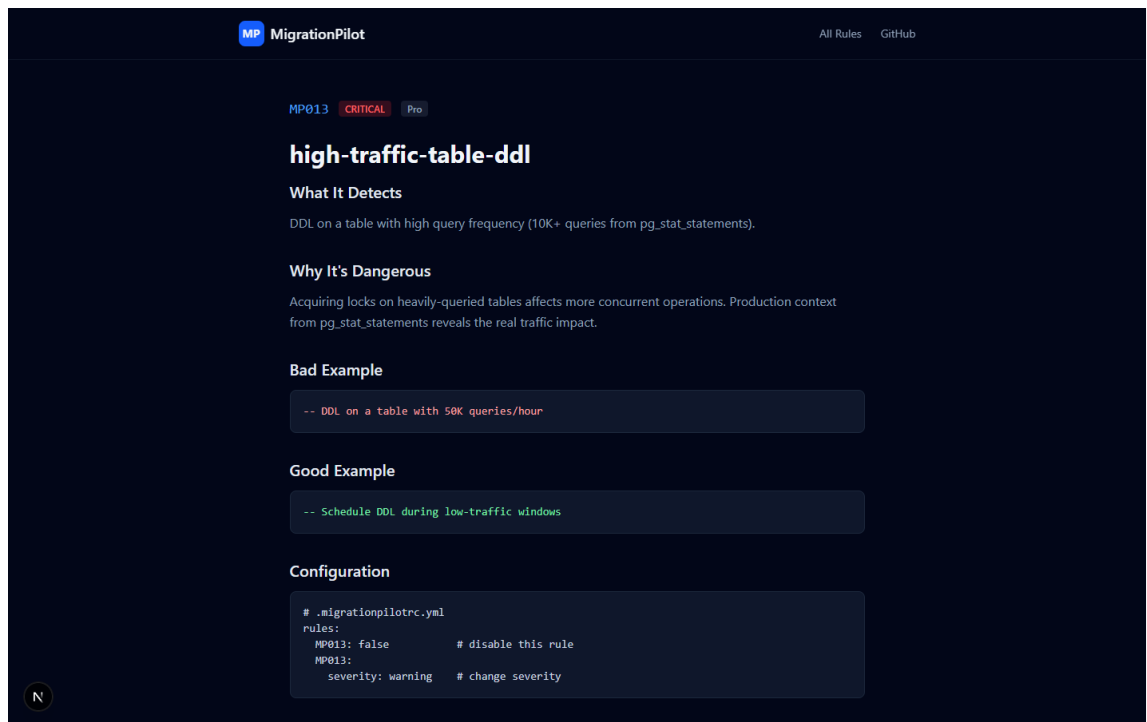 MP MigrationPilot All Rules GitHub
MP013 CRITICAL Pro
high-traffic-table-ddl
What It Detects
DDL on a table with high query frequency (10K+ queries from pg_stat_statements).
Why It's Dangerous
Acquiring locks on heavily-queried tables affects more concurrent operations. Production context
from pg_stat_statements reveals the real traffic impact.
Bad Example
-- DDL on a table with 50K queries/hour
Good Example
-- Schedule DDL during low-traffic windows
Configuration
# .migrationpilotrc.yml
rules:
  MP013: false           # disable this rule
  MP013:
    severity: warning    # change severity
N